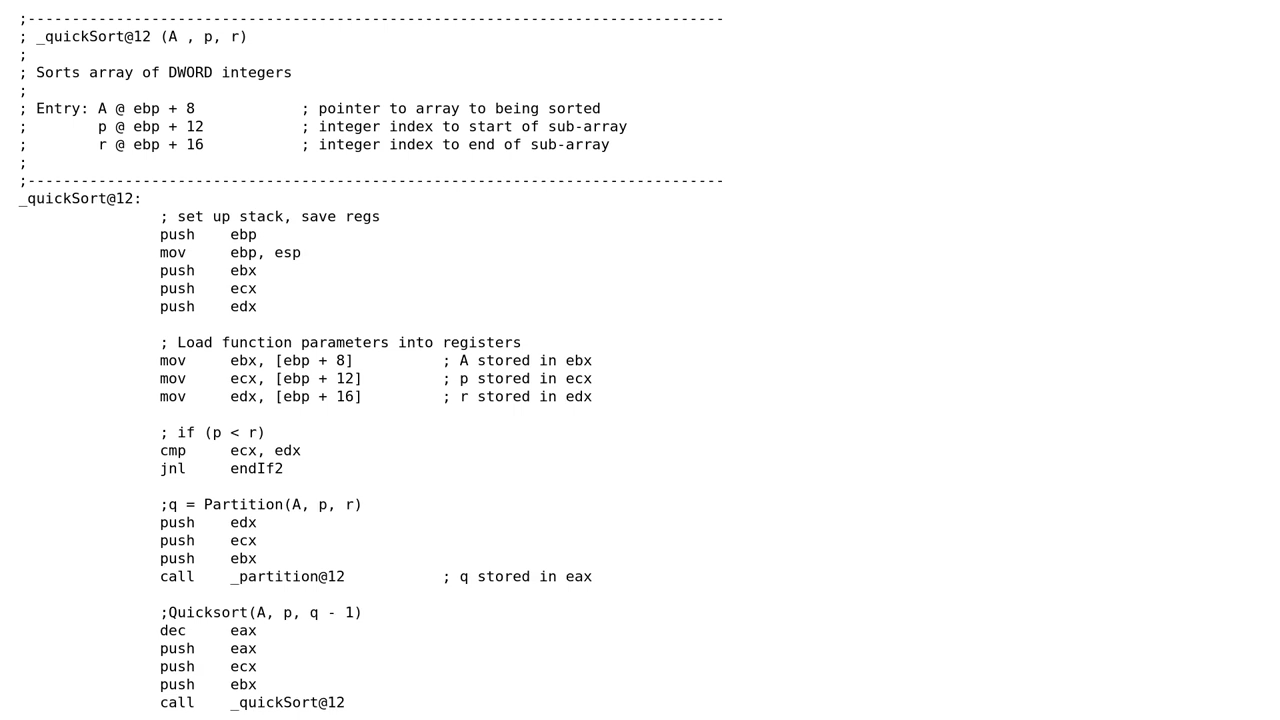 ;-------------------------------------------------------------------------------
; _quickSort@12 (A , p, r)
;
; Sorts array of DWORD integers
;
; Entry: A @ ebp + 8            ; pointer to array to being sorted
;        p @ ebp + 12           ; integer index to start of sub-array
;        r @ ebp + 16           ; integer index to end of sub-array
;
;-------------------------------------------------------------------------------
_quickSort@12:
                ; set up stack, save regs
                push    ebp
                mov     ebp, esp
                push    ebx
                push    ecx
                push    edx

                ; Load function parameters into registers
                mov     ebx, [ebp + 8]          ; A stored in ebx
                mov     ecx, [ebp + 12]         ; p stored in ecx
                mov     edx, [ebp + 16]         ; r stored in edx

                ; if (p < r)
                cmp     ecx, edx
                jnl     endIf2

                ;q = Partition(A, p, r)
                push    edx
                push    ecx
                push    ebx
                call    _partition@12           ; q stored in eax

                ;Quicksort(A, p, q - 1)
                dec     eax
                push    eax
                push    ecx
                push    ebx
                call    _quickSort@12